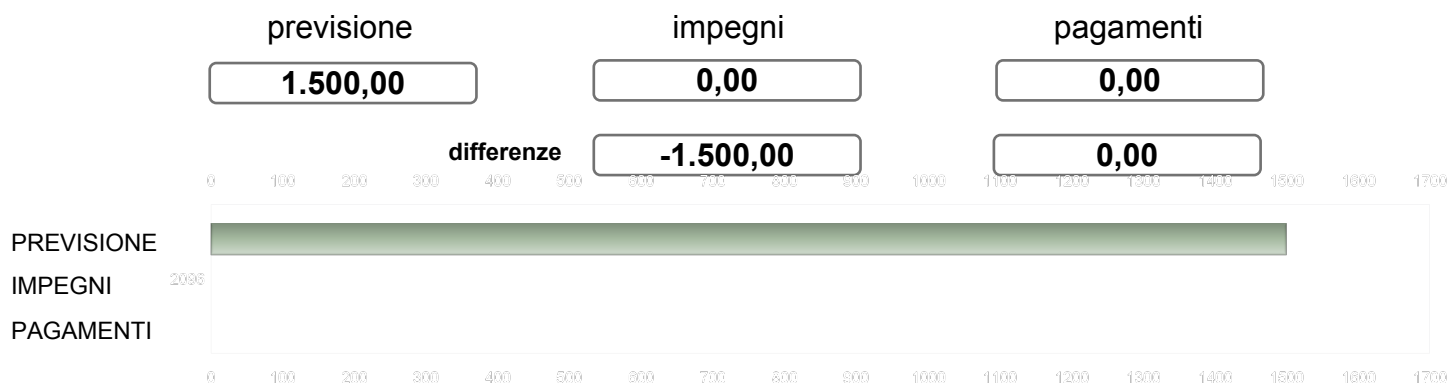 previsione impegni pagamenti
1.500,00 0,00 0,00
differenze -1.500,00 0,00
0 100 200 300 400 500 600 700 800 900 1000 1100 1200 1300 1400 1500 1600 1700
PREVISIONE
2096
IMPEGNI
PAGAMENTI
0 100 200 300 400 500 600 700 800 900 1000 1100 1200 1300 1400 1500 1600 1700